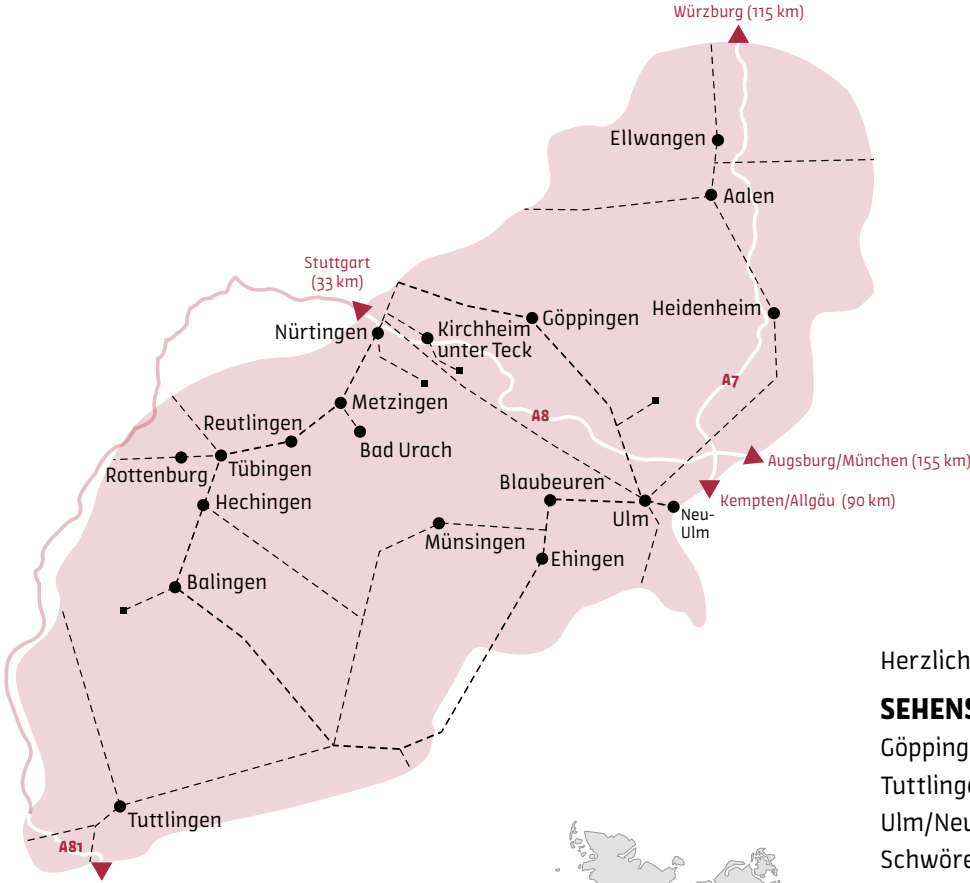 Würzburg (115 km)
Ellwangen
Aalen
Stuttgart
(33 km)
Heidenheim
Göppingen
Nürtingen
Kirchheim
unter Teck
A7
Metzingen
A8
Reutlingen
Bad Urach
Rottenburg
Tübingen
Augsburg/München (155 km)
Blaubeuren
Hechingen
Kempten/Allgäu (90 km)
Ulm
Neu-
Ulm
Münsingen
Ehingen
Balingen
Herzlich
SEHENS
Göpping
Tuttling
Ulm/Neu
Schwöre
Tuttlingen
A81